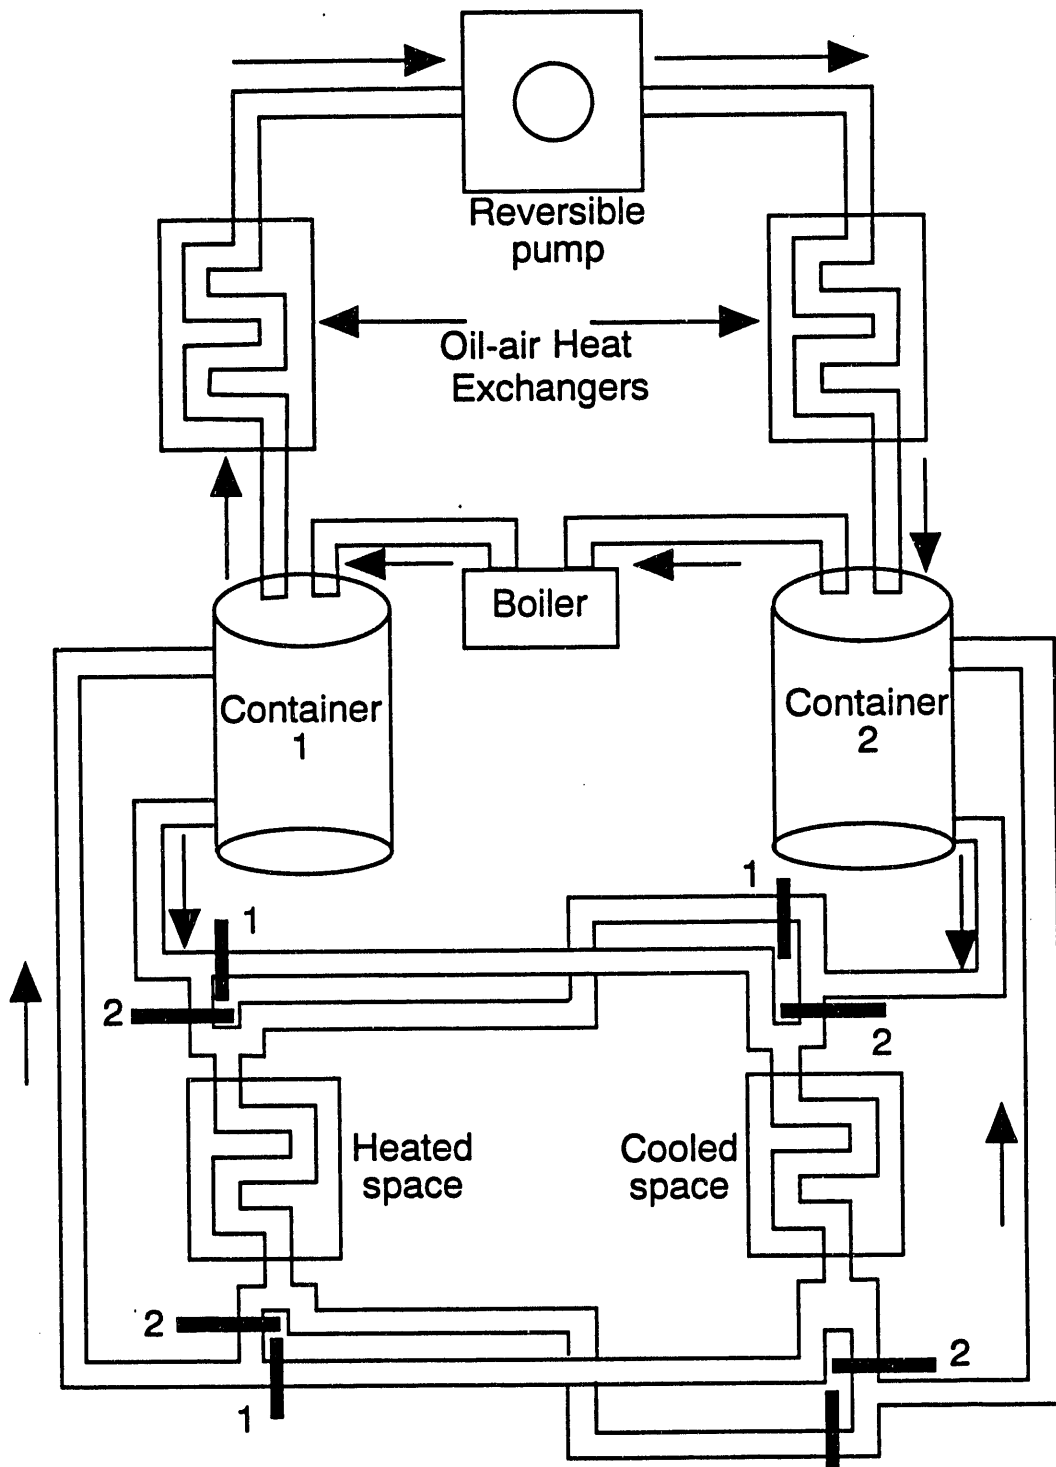 Reversible
pump
Oil-air Heat
Exchangers
Boiler
Container
1
Container
2
1
1
2
2
Heated
space
Cooled
space
2
2
1